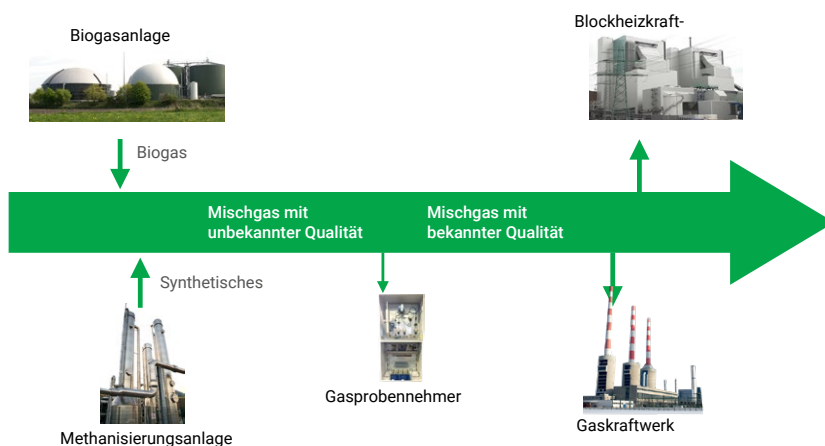 Biogasanlage
Blockheizkraft-
Biogas
Mischgas mit
unbekannter Qualität
Mischgas mit
bekannter Qualität
Synthetisches
Gasprobennehmer
Gaskraftwerk
Methanisierungsanlage